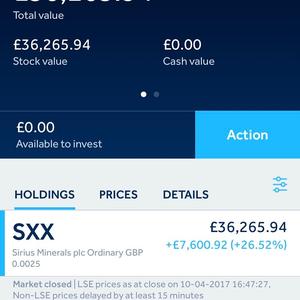 Total value
£36,265.94 £0.00
Stock value Cash value
£0.00
Available to invest
Action
HOLDINGS PRICES DETAILS
SXX £36,265.94
+£7,600.92 (+26.52%)
Sirius Minerals plc Ordinary GBP
0.0025
Market closed | LSE prices as at close on 10-04-2017 16:47:27,
Non-LSE prices delayed by at least 15 minutes